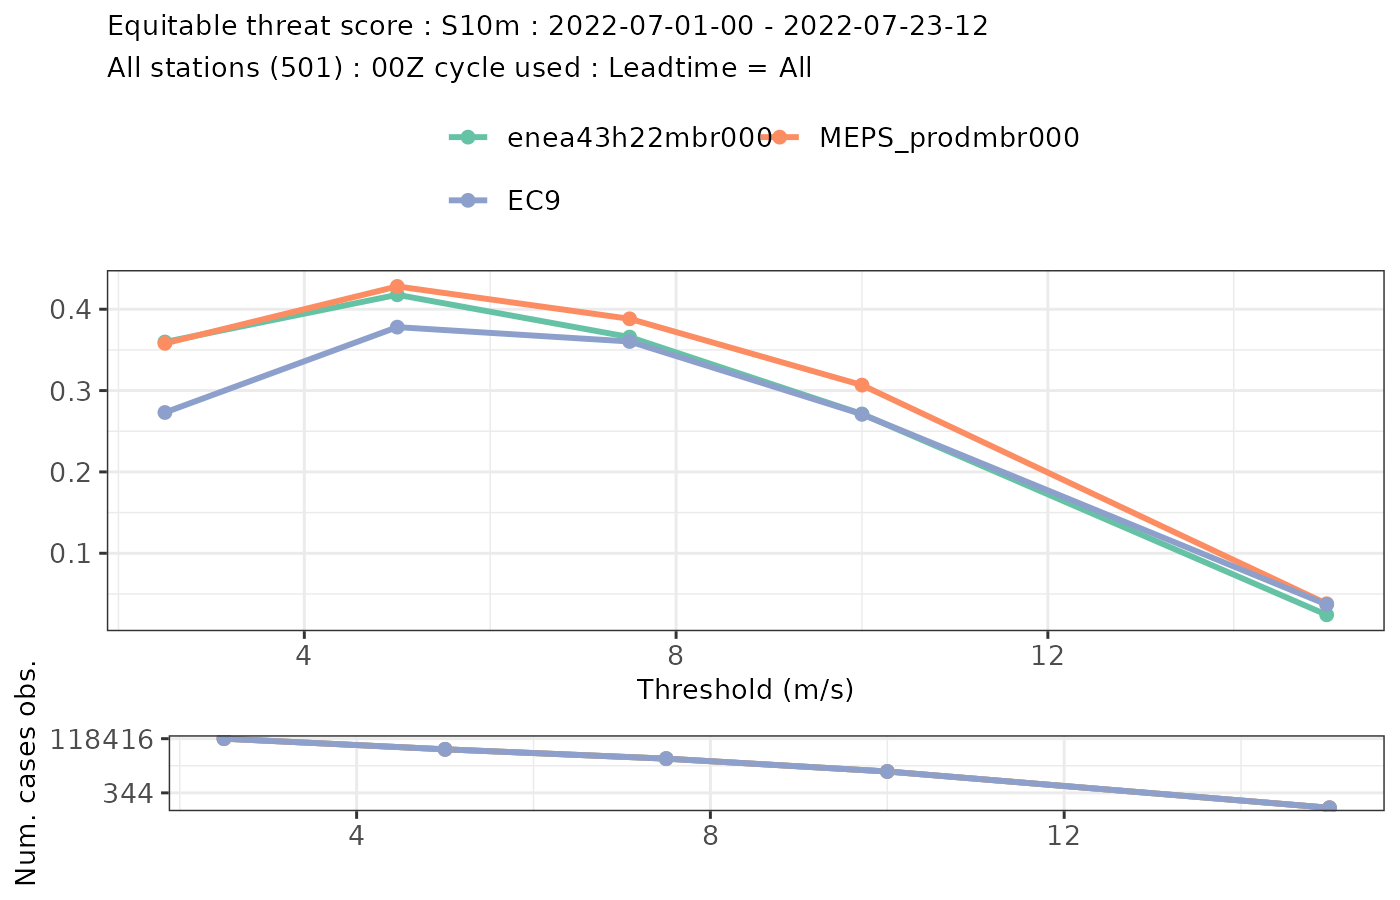 Equitable threat score : S10m : 2022-07-01-00 - 2022-07-23-12
All stations (501) : 00Z cycle used : Leadtime = All
enea43h22mbr000 MEPS_prodmbr000
EC9
0.4
0.3
0.2
0.1
4 8 12
Threshold (m/s)
Num. cases obs.
118416
344
4 8 12